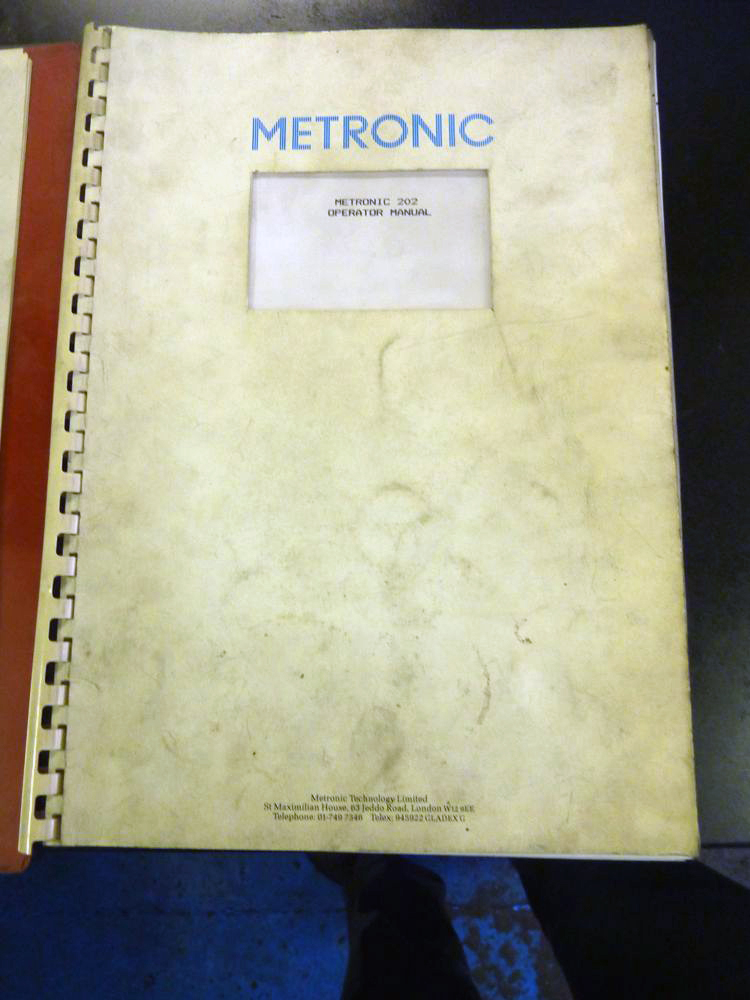 METRONIC
METRONIC 202
OPERATOR MANUAL
Metronic Technology Limited
St Maximilian House, 63 Jeddo Road, London W12 9EE
Telephone: 01-749 7346 Telex: 943922 GLADEX G